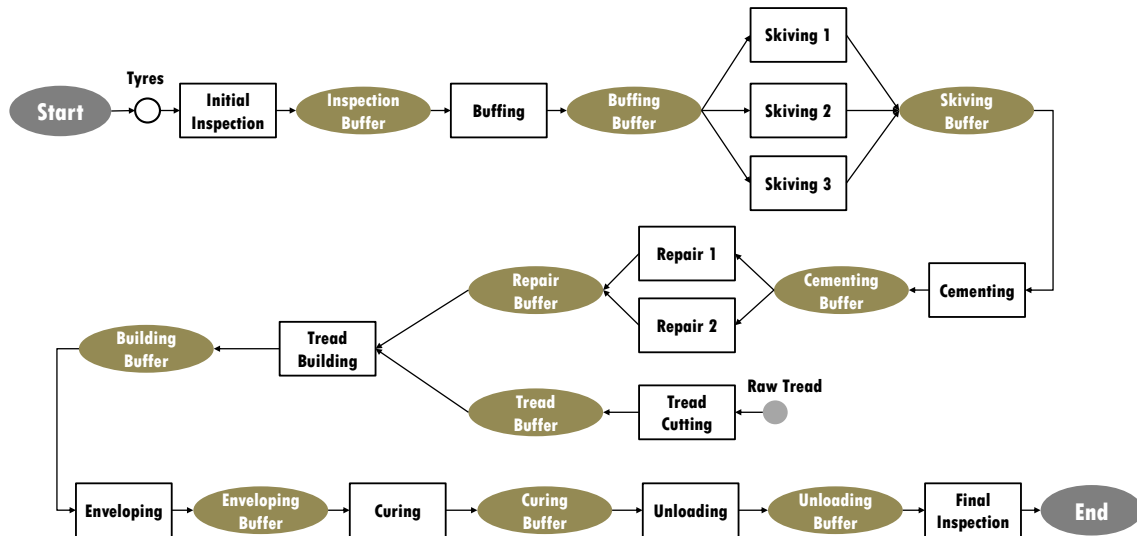 Start
Tyres
Initial
Inspection
Inspection
Buffer
Buffing
Buffing
Buffer
Skiving 1
Skiving 2
Skiving 3
Skiving
Buffer
Cementing
Cementing
Buffer
Repair 1
Repair 2
Repair
Buffer
Raw Tread
Tread
Cutting
Tread
Buffer
Tread
Building
Building
Buffer
Enveloping
Enveloping
Buffer
Curing
Curing
Buffer
Unloading
Unloading
Buffer
Final
Inspection
End